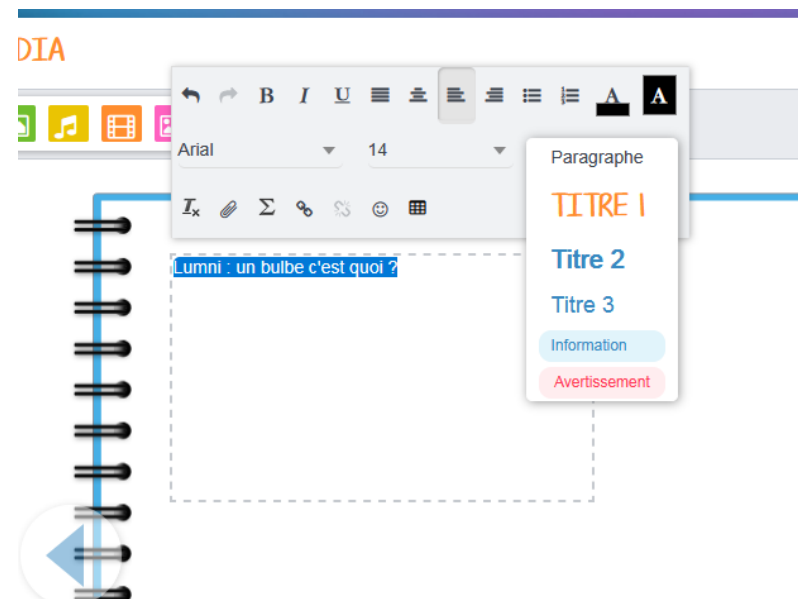 DIA
B I U A A
Arial 14
Paragraphe
TITRE 1
Titre 2
Titre 3
Information
Avertissement
Lumni : un bulbe c'est quoi ?